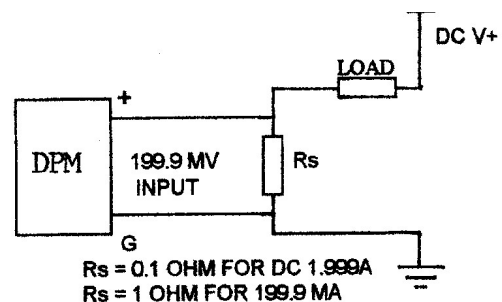 DC V+
LOAD
+
DPM
199.9 MV
INPUT
Rs
G
Rs = 0.1 OHM FOR DC 1.999A
Rs = 1 OHM FOR 199.9 MA